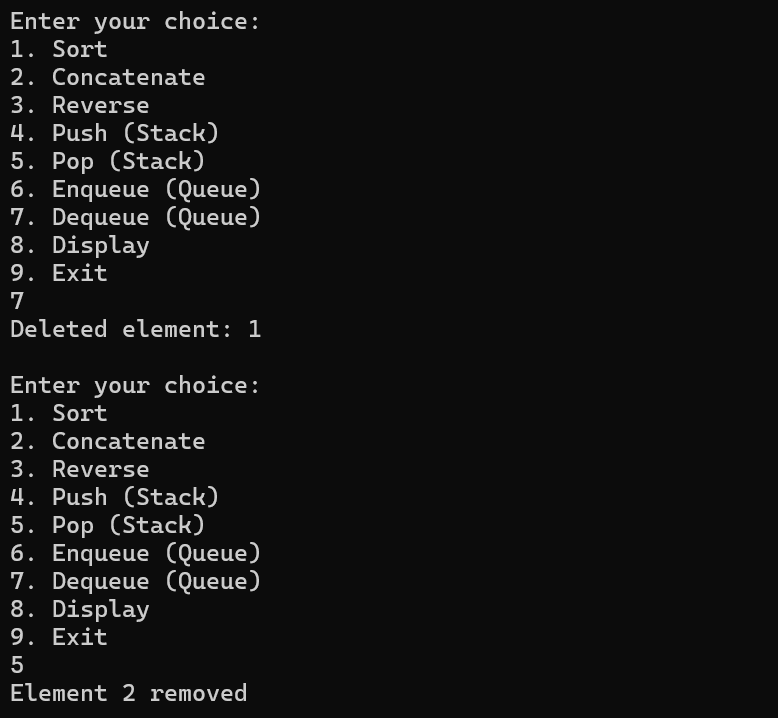 Enter your choice:
1. Sort
2. Concatenate
3. Reverse
4. Push (Stack)
5. Pop (Stack)
6. Enqueue (Queue)
7. Dequeue (Queue)
8. Display
9. Exit
7
Deleted element: 1
Enter your choice:
1. Sort
2. Concatenate
3. Reverse
4. Push (Stack)
5. Pop (Stack)
6. Enqueue (Queue)
7. Dequeue (Queue)
8. Display
9. Exit
5
Element 2 removed